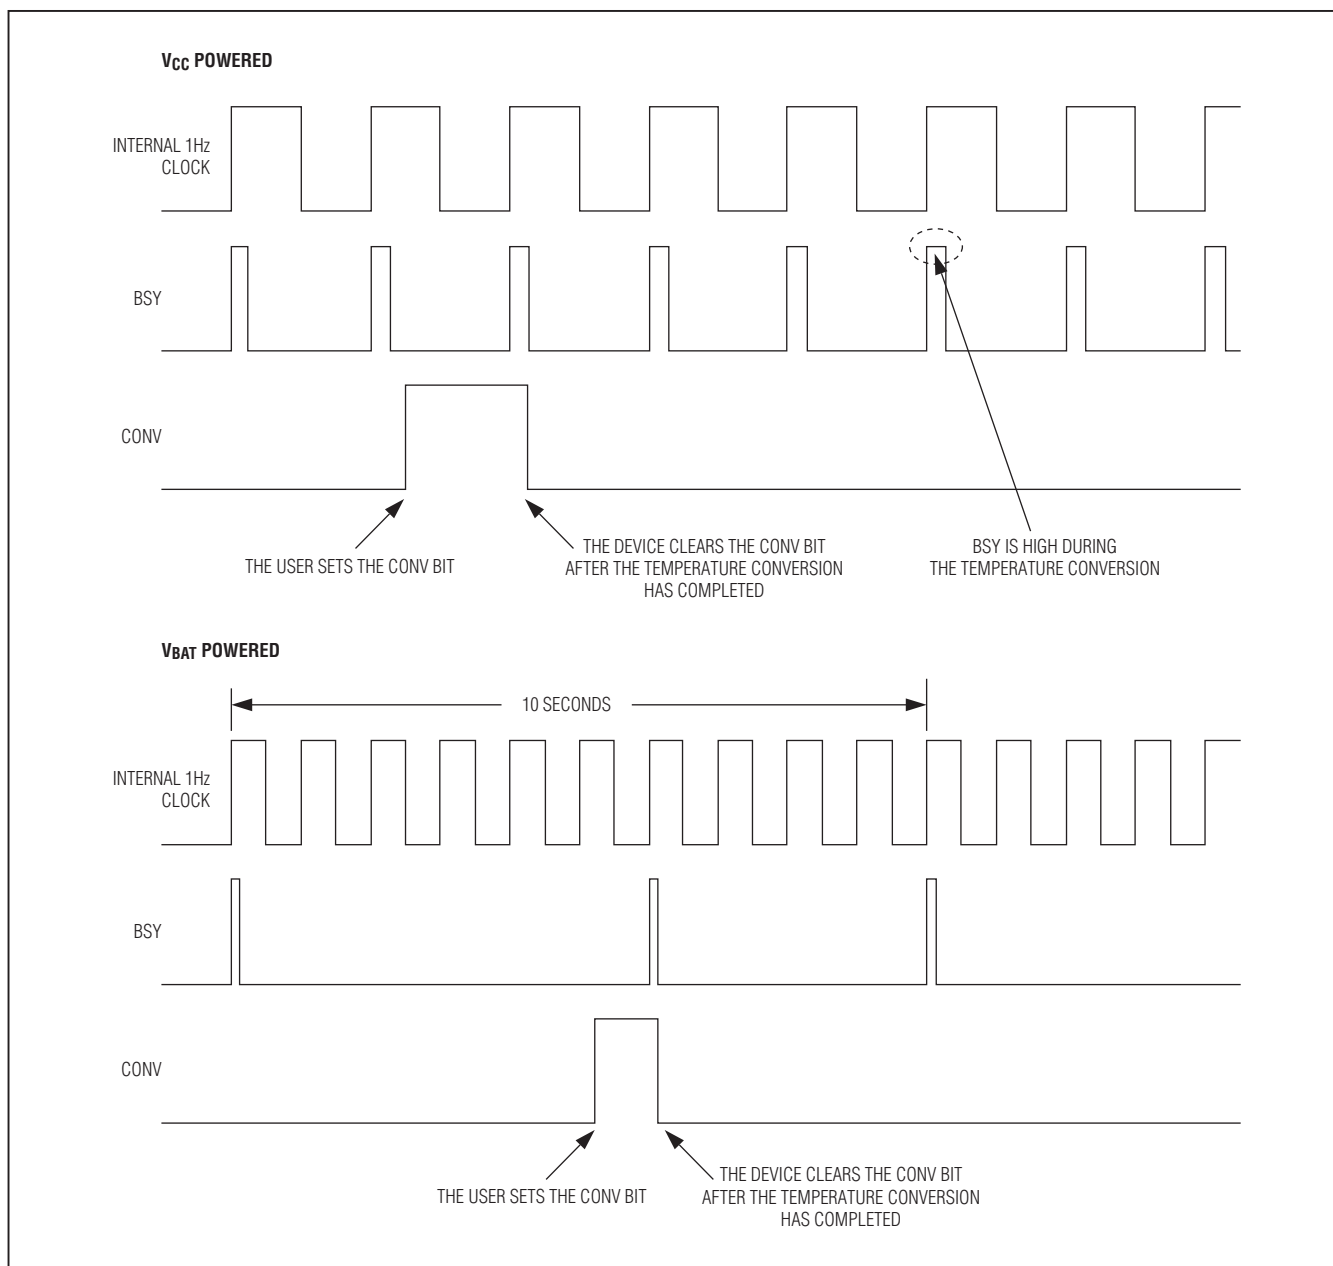 VCC POWERED
INTERNAL 1Hz
CLOCK
BSY
CONV
THE USER SETS THE CONV BIT
THE DEVICE CLEARS THE CONV BIT
AFTER THE TEMPERATURE CONVERSION
HAS COMPLETED
BSY IS HIGH DURING
THE TEMPERATURE CONVERSION
VBAT POWERED
10 SECONDS
INTERNAL 1Hz
CLOCK
BSY
CONV
THE USER SETS THE CONV BIT
THE DEVICE CLEARS THE CONV BIT
AFTER THE TEMPERATURE CONVERSION
HAS COMPLETED